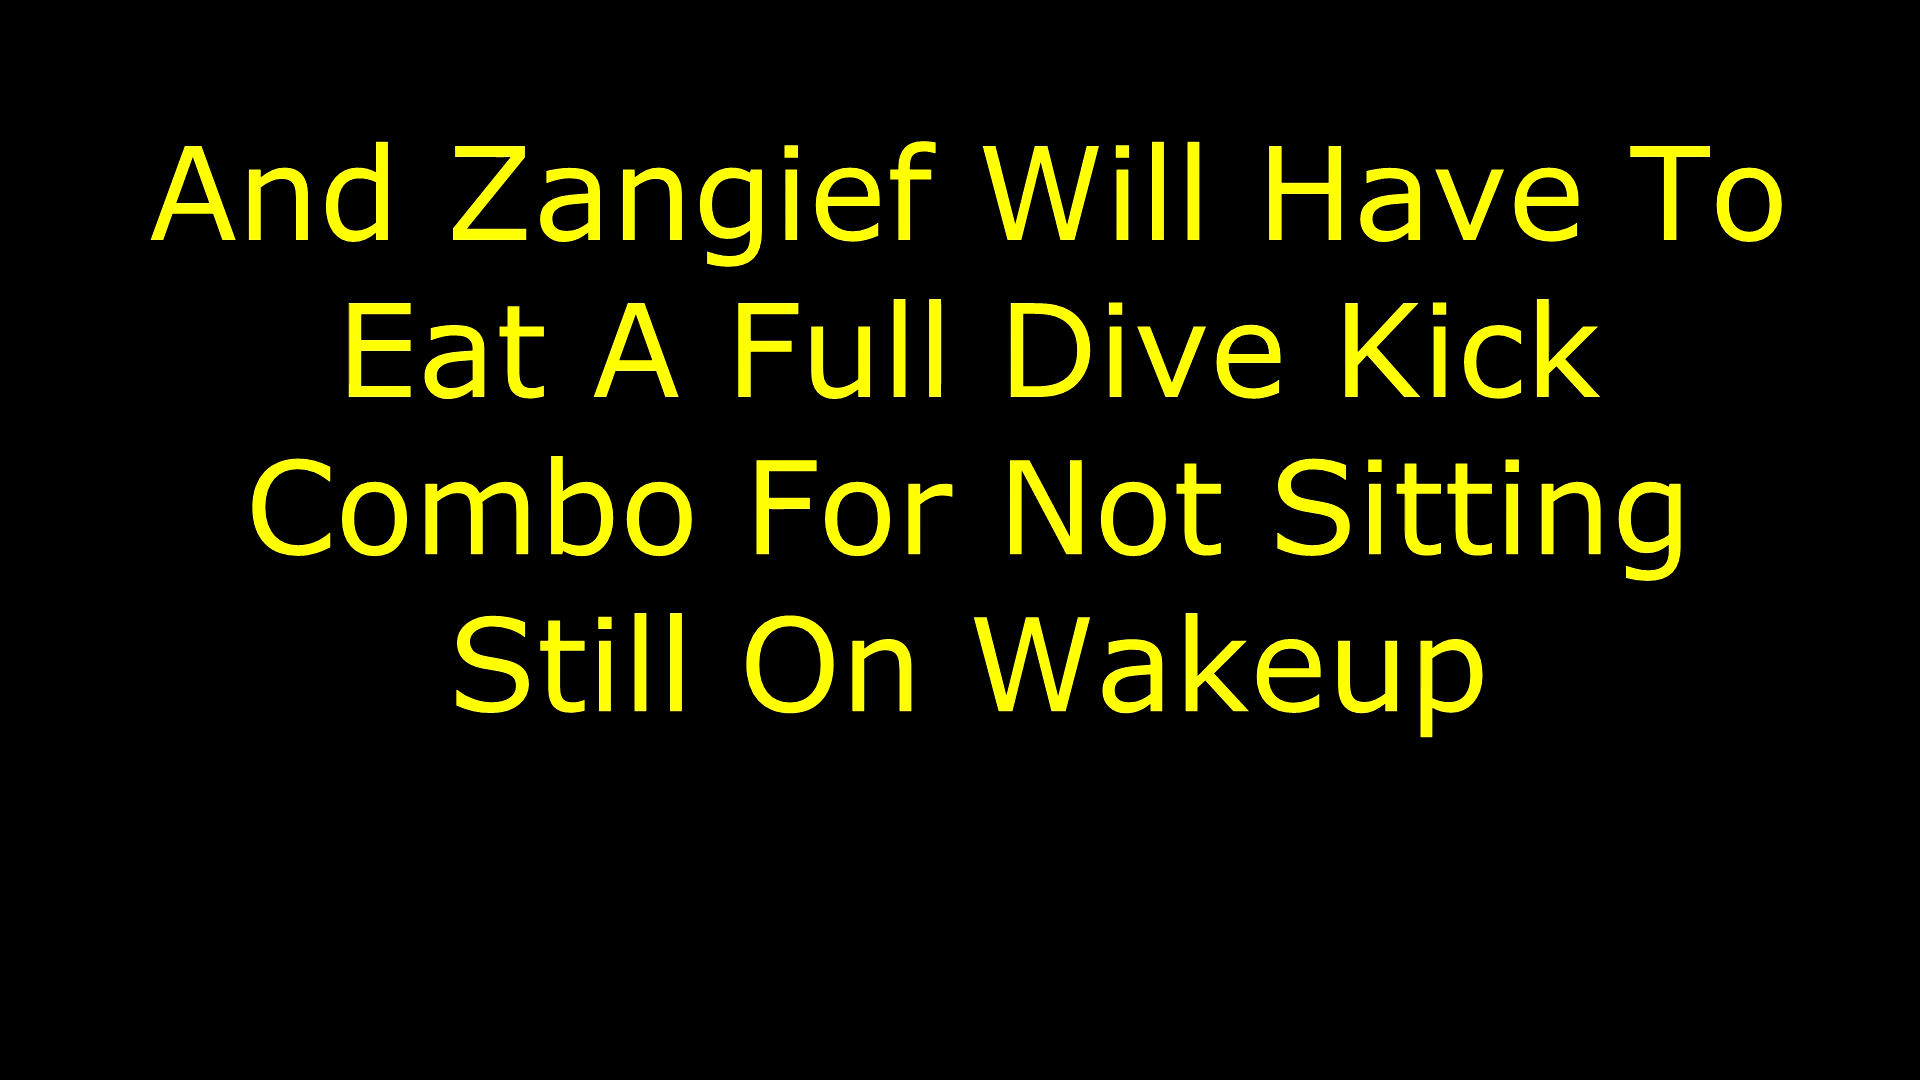 And Zangief Will Have To
Eat A Full Dive Kick
Combo For Not Sitting
Still On Wakeup